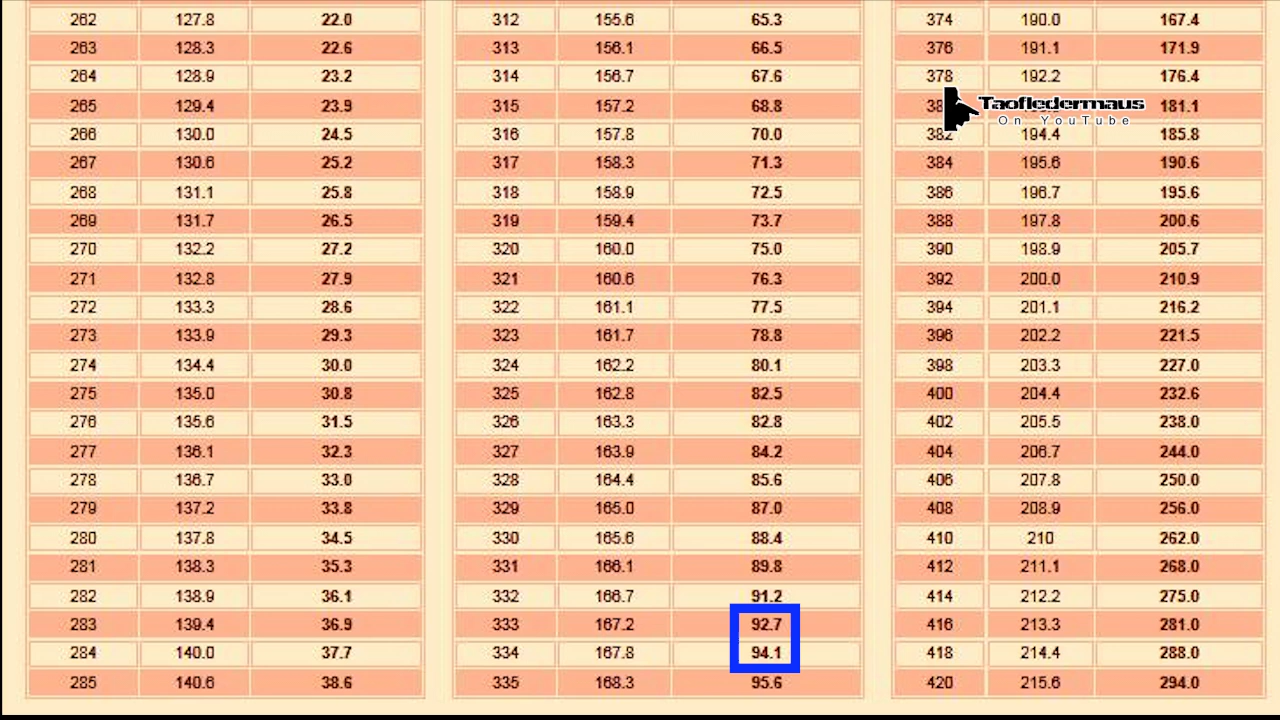 262 127.8 22.0 312 155.6 65.3 374 190.0 167.4
263 128.3 22.6 313 156.1 66.5 376 191.1 171.9
264 128.9 23.2 314 156.7 67.6 378 192.2 176.4
265 129.4 23.9 315 157.2 68.8 181.1
Taofledermaus
On YouTube
266 130.0 24.5 316 157.8 70.0 382 194.4 185.8
267 130.6 25.2 317 158.3 71.3 384 195.6 190.6
268 131.1 25.8 318 158.9 72.5 386 196.7 195.6
269 131.7 26.5 319 159.4 73.7 388 197.8 200.6
270 132.2 27.2 320 160.0 75.0 390 198.9 205.7
271 132.8 27.9 321 160.6 76.3 392 200.0 210.9
272 133.3 28.6 322 161.1 77.5 394 201.1 216.2
273 133.9 29.3 323 161.7 78.8 396 202.2 221.5
274 134.4 30.0 324 162.2 80.1 398 203.3 227.0
275 135.0 30.8 325 162.8 82.5 400 204.4 232.6
276 135.6 31.5 326 163.3 82.8 402 205.5 238.0
277 136.1 32.3 327 163.9 84.2 404 206.7 244.0
278 136.7 33.0 328 164.4 85.6 406 207.8 250.0
279 137.2 33.8 329 165.0 87.0 408 208.9 256.0
280 137.8 34.5 330 165.6 88.4 410 210 262.0
281 138.3 35.3 331 166.1 89.8 412 211.1 268.0
282 138.9 36.1 332 166.7 91.2 414 212.2 275.0
283 139.4 36.9 333 167.2 92.7 416 213.3 281.0
284 140.0 37.7 334 167.8 94.1 418 214.4 288.0
285 140.6 38.6 335 168.3 95.6 420 215.6 294.0